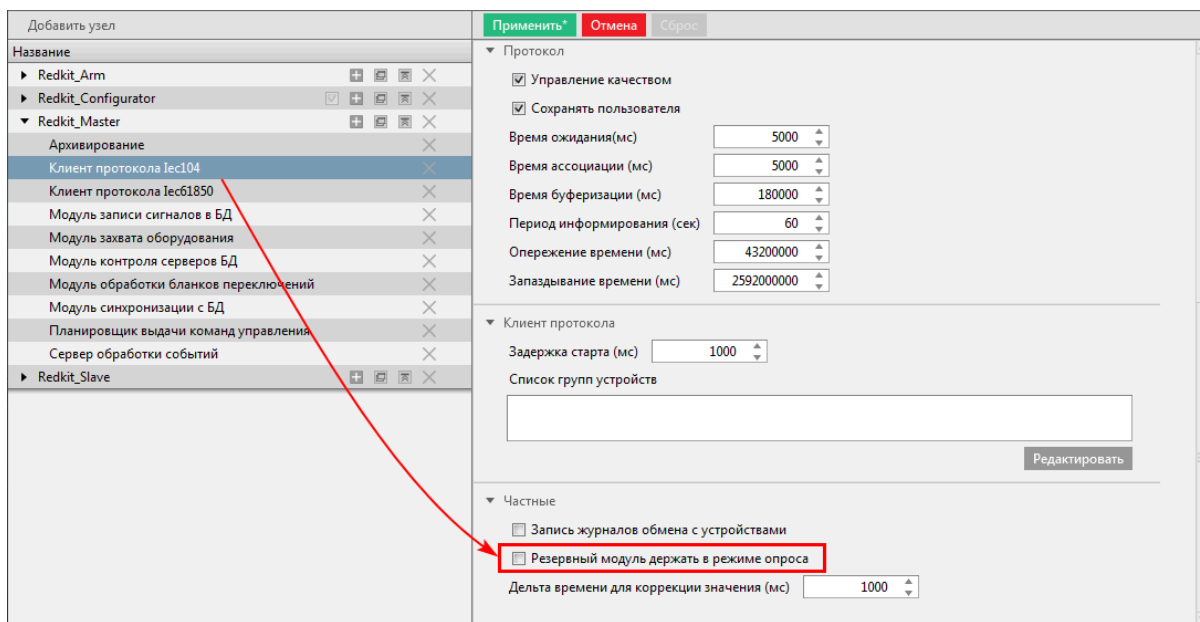 Добавить узел
Название
Redkit_Arm
Redkit_Configurator
Redkit_Master
Архивирование
Клиент протокола Iec104
Клиент протокола Iec61850
Модуль записи сигналов в БД
Модуль захвата оборудования
Модуль контроля серверов БД
Модуль обработки бланков переключений
Модуль синхронизации с БД
Планировщик выдачи команд управления
Сервер обработки событий
Redkit_Slave
Применить* Отмена Сброс
Протокол
Управление качеством
Сохранять пользователя
Время ожидания(мс) 5000
Время ассоциации (мс) 5000
Время буферизации (мс) 180000
Период информирования (сек) 60
Опережение времени (мс) 43200000
Запаздывание времени (мс) 2592000000
Клиент протокола
Задержка старта (мс) 1000
Список групп устройств
Редактировать
Частные
Запись журналов обмена с устройствами
Резервный модуль держать в режиме опроса
Дельта времени для коррекции значения (мс) 1000